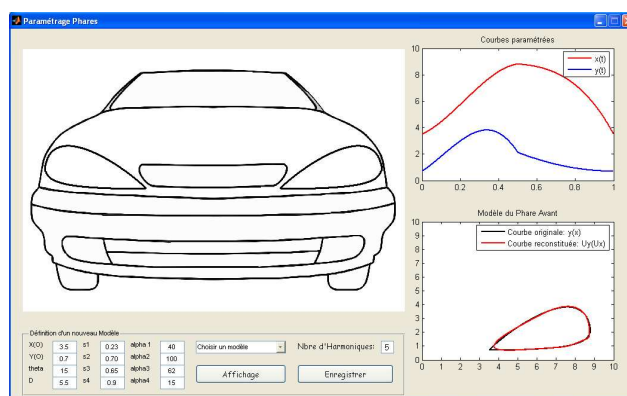 Paramétrage Phares
Courbes paramétrées
x(t)
y(t)
10
8
6
4
2
0
0 0.2 0.4 0.6 0.8 1
Modèle du Phare Avant
Courbe originale: y(x)
Courbe reconstituée: Uy(Ux)
10
8
6
4
2
0
0 1 2 3 4 5 6 7 8 9 10
Définition d'un nouveau Modèle
X(O) 3.5 s1 0.23 alpha 1 40 Choisir un modèle Nbre d'Harmoniques: 5
Y(O) 0.7 s2 0.70 alpha2 100
theta 15 s3 0.65 alpha3 62 Affichage Enregistrer
D 5.5 s4 0.9 alpha4 15